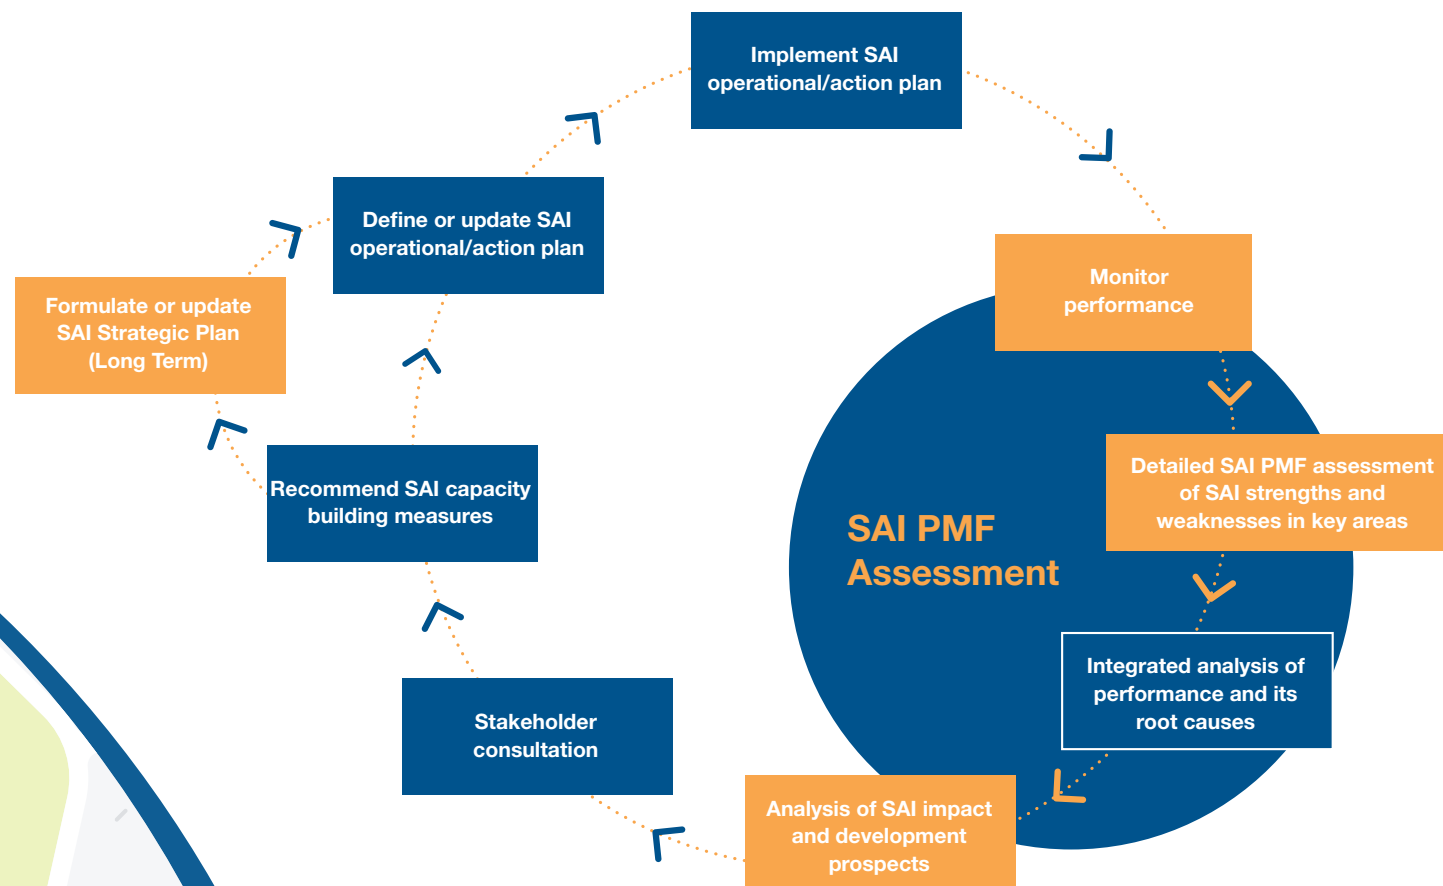 Implement SAI
operational/action plan
Define or update SAI
operational/action plan
Monitor
performance
Formulate or update
SAI Strategic Plan
(Long Term)
Detailed SAI PMF assessment
of SAI strengths and
weaknesses in key areas
Recommend SAI capacity
building measures
SAI PMF
Assessment
Integrated analysis of
performance and its
root causes
Stakeholder
consultation
Analysis of SAI impact
and development
prospects